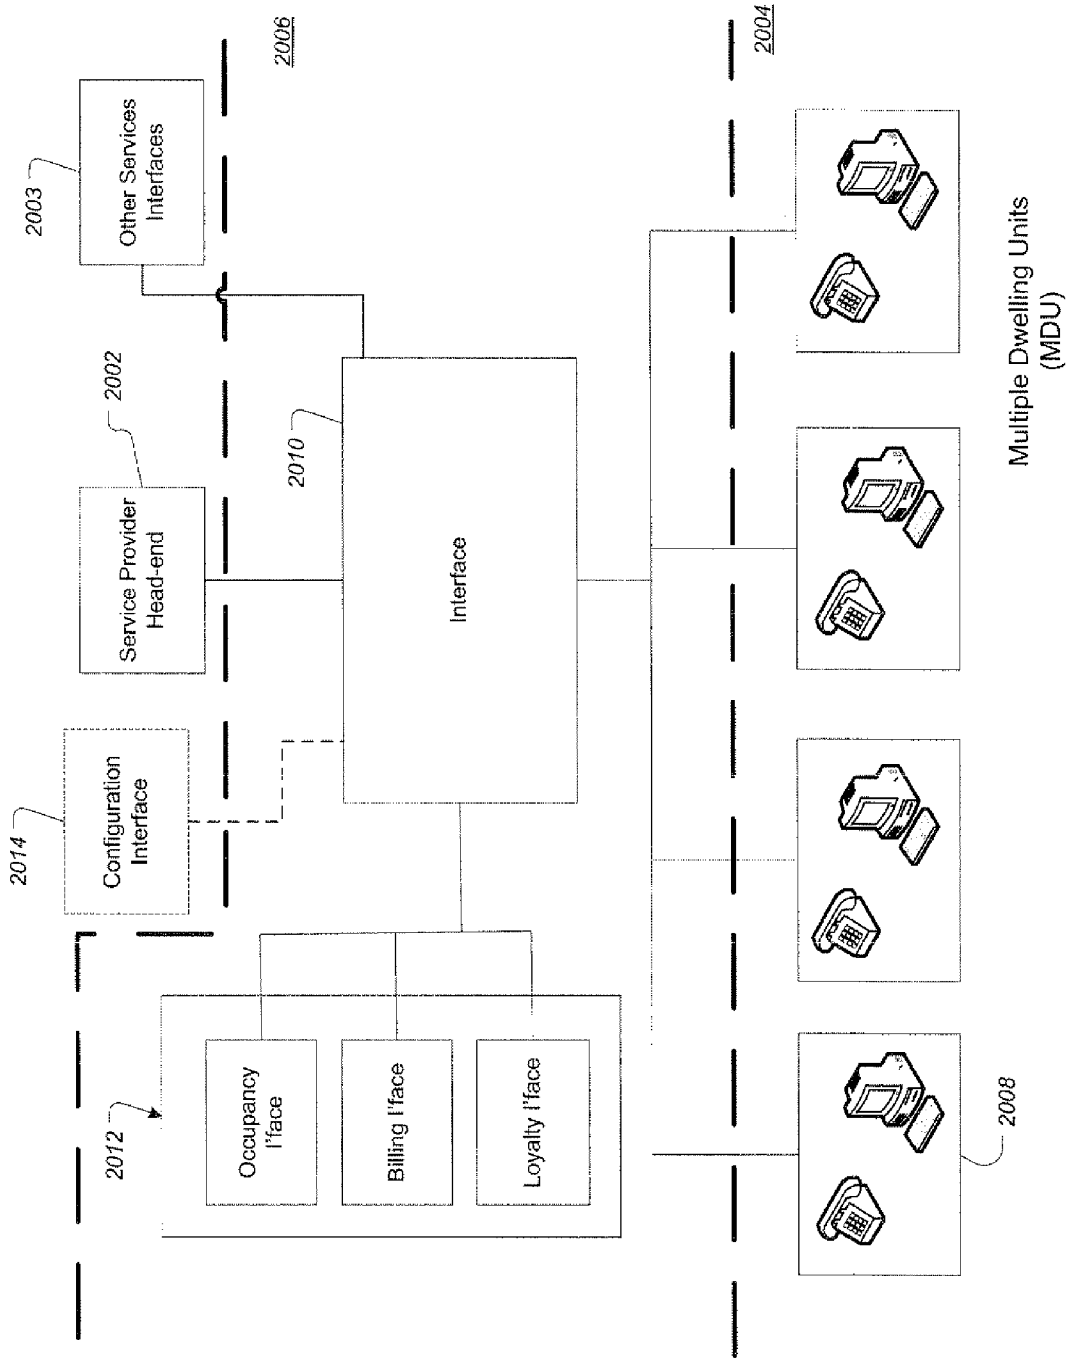 2014
Configuration
Interface
Service Provider
Head-end
2002
2003
Other Services
Interfaces
2006
2012
Occupancy
I'face
Billing I'face
Loyalty I'face
Interface
2010
2004
2008
Multiple Dwelling Units
(MDU)